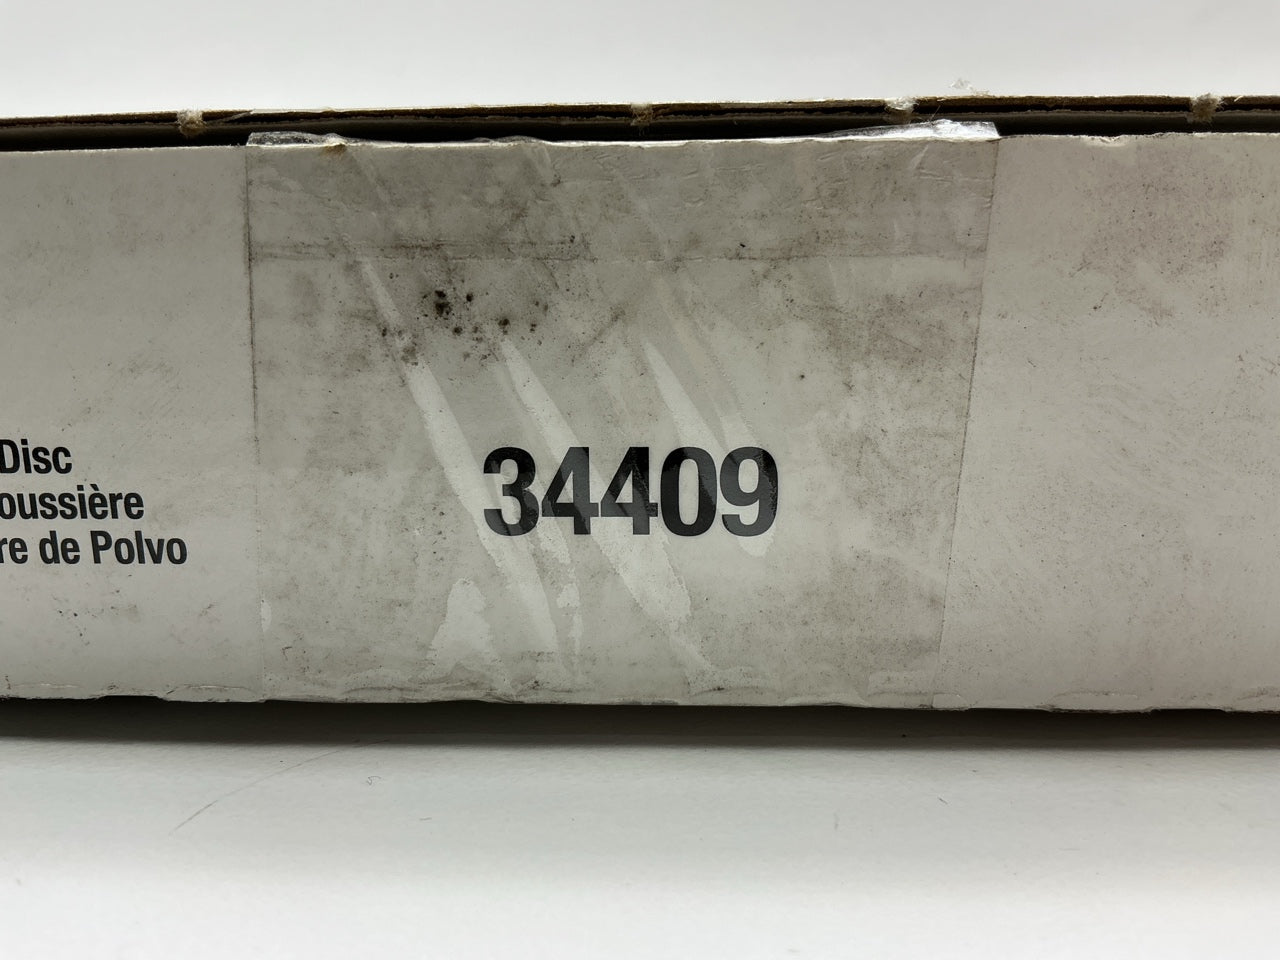 Disc
oussière
re de Polvo
34409